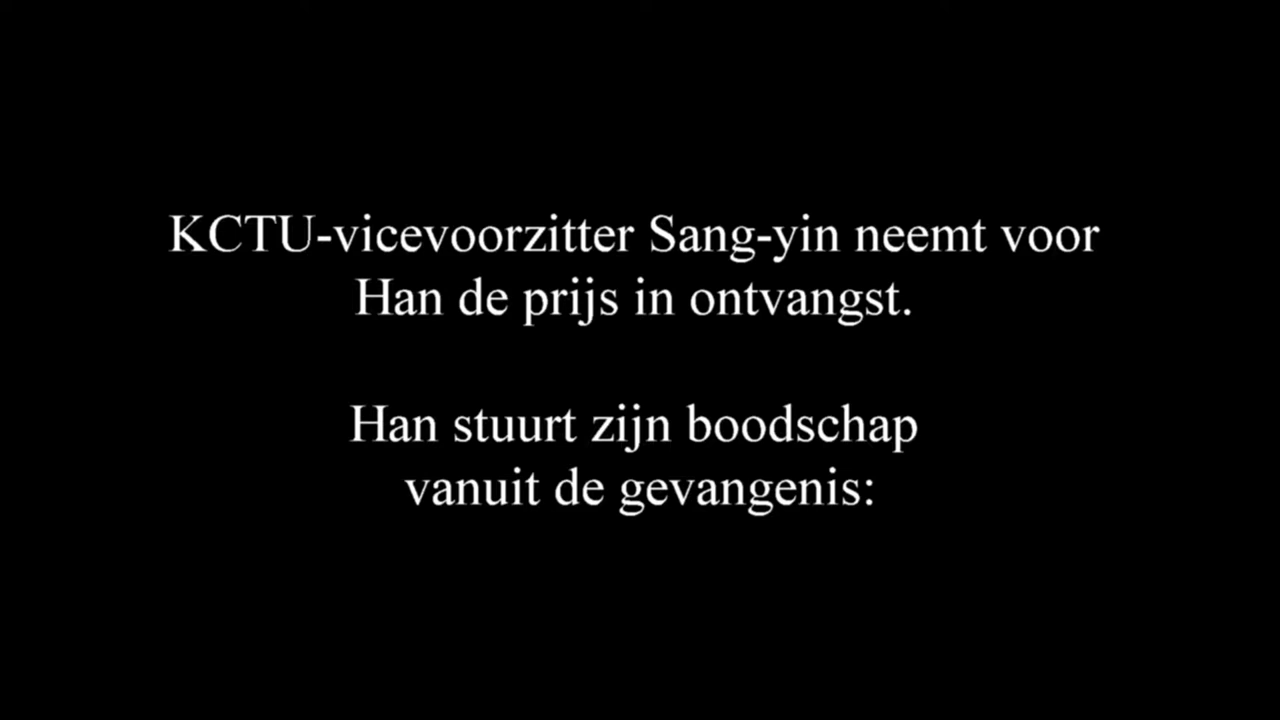 KCTU-vicevoorzitter Sang-yin neemt voor
Han de prijs in ontvangst.
Han stuurt zijn boodschap
vanuit de gevangenis: